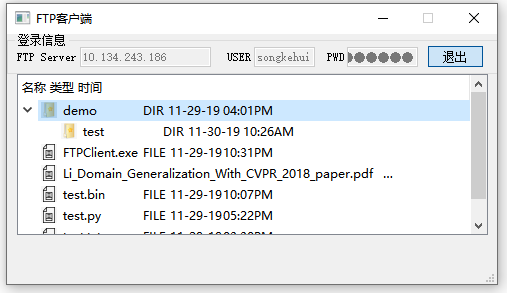 FTP客户端
登录信息
FTP Server 10.134.243.186 USER songkehui PWD 退出
名称 类型 时间
demo DIR 11-29-19 04:01PM
test DIR 11-30-19 10:26AM
FTPClient.exe FILE 11-29-1910:31PM
Li_Domain_Generalization_With_CVPR_2018_paper.pdf ...
test.bin FILE 11-29-1910:07PM
test.py FILE 11-29-1905:22PM